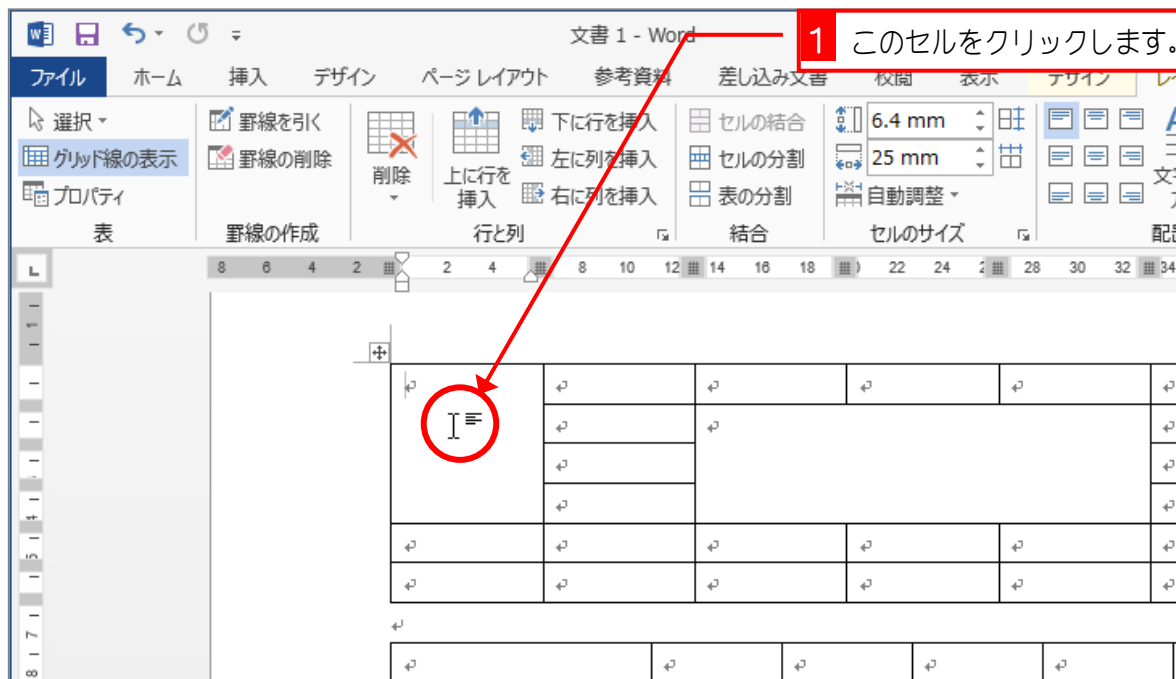 文書 1 - Word
1 このセルをクリックします。
ファイル ホーム 挿入 デザイン ページ レイアウト 参考資料 差し込み文書 校閲 表示 デザイン
選択 罫線を引く 削除 上に行を挿入 下に行を挿入 セルの結合 6.4 mm
グリッド線の表示 罫線の削除 左に列を挿入 セルの分割 25 mm
プロパティ 右に列を挿入 表の分割 自動調整
表 罫線の作成 行と列 結合 セルのサイズ
L 8 6 4 2 2 4 8 10 12 14 16 18 22 24 2 28 30 32 34
1
4
5
7
8